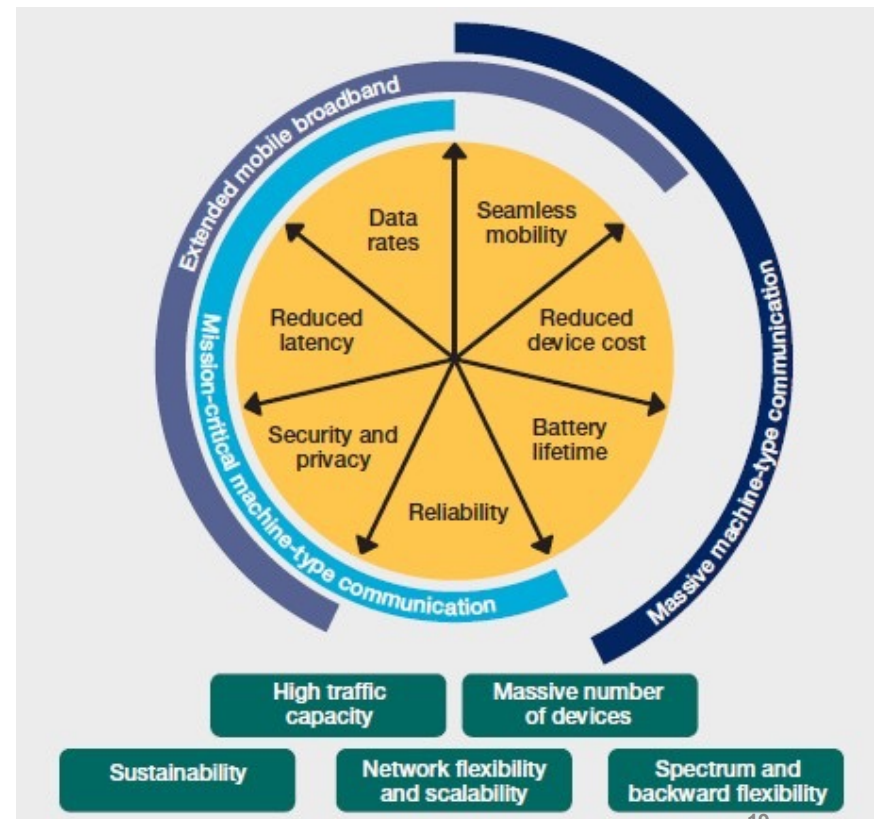 Extended mobile broadband
Mission-critical machine-type communication
Massive machine-type communication
Data
rates
Seamless
mobility
Reduced
latency
Reduced
device cost
Security and
privacy
Battery
lifetime
Reliability
High traffic
capacity
Massive number
of devices
Sustainability
Network flexibility
and scalability
Spectrum and
backward flexibility